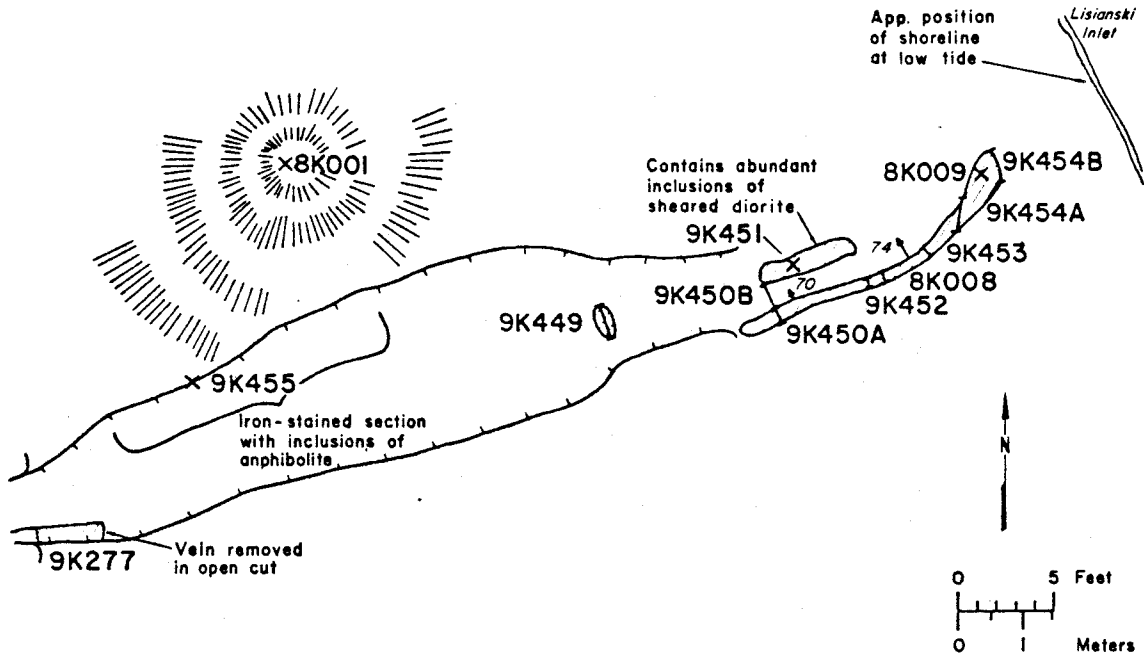 App. position
of shoreline
at low tide
Lisianski
Inlet
8K001
Contains abundant
inclusions of
sheared diorite
8K009
9K454B
9K454A
9K451
74
9K453
8K008
9K450B
70
9K452
9K449
9K450A
9K455
Iron-stained section
with inclusions of
anphibolite
N
Vein removed
in open cut
9K277
0 5 Feet
0 1 Meters